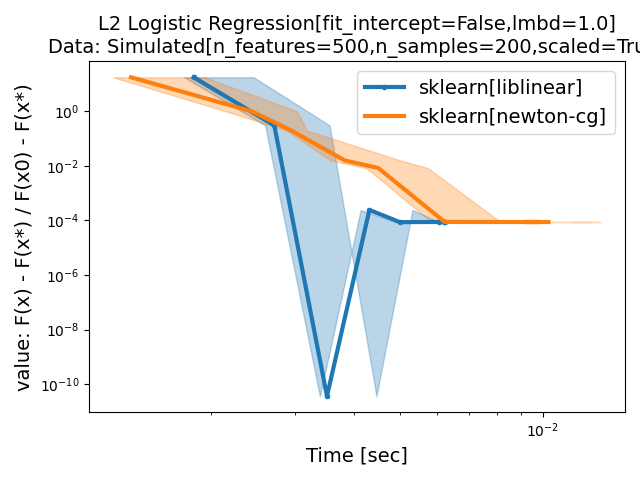 L2 Logistic Regression[fit_intercept=False,lmbd=1.0]
Data: Simulated[n_features=500,n_samples=200,scaled=Tru
sklearn[liblinear]
sklearn[newton-cg]
value: F(x) - F(x*) / F(x0) - F(x*)
10^0
10^-2
10^-4
10^-6
10^-8
10^-10
10^-2
Time [sec]